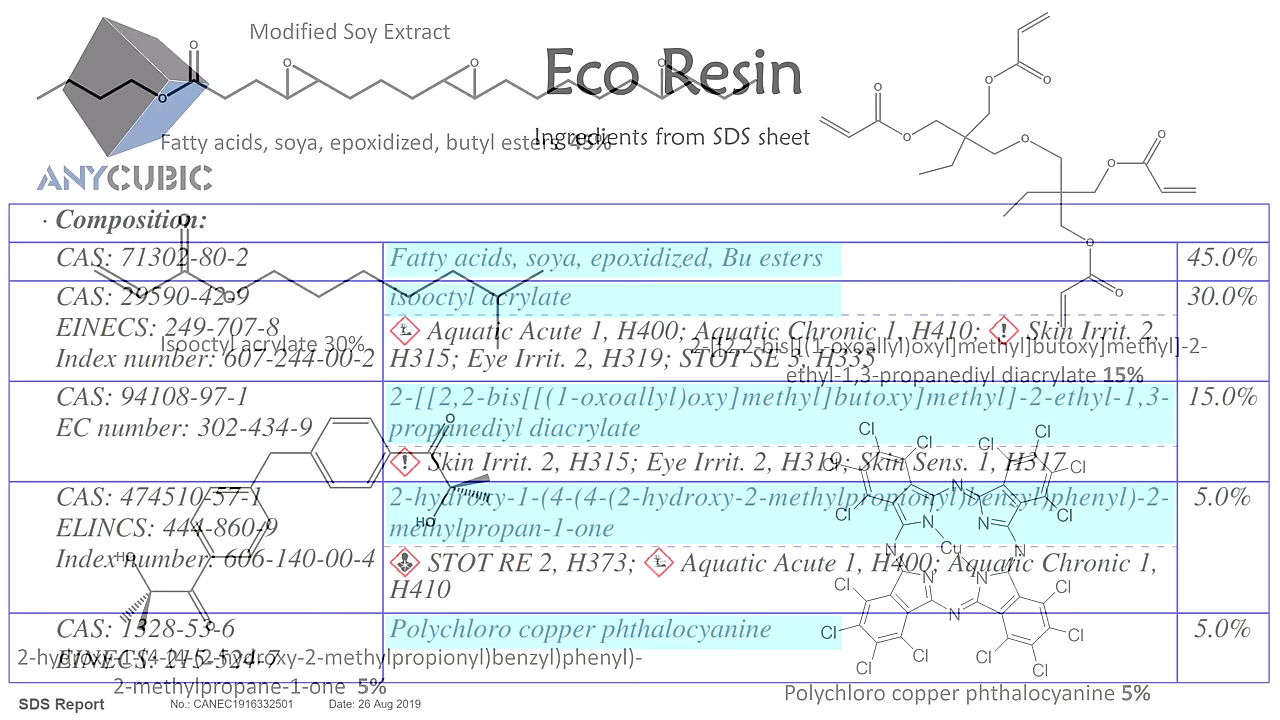 Modified Soy Extract
Eco Resin
Fatty acids, soya, epoxidized, butyl esters 45%
Ingredients from SDS sheet
ANYCUBIC
· Composition:
CAS: 71302-80-2
Fatty acids, soya, epoxidized, Bu esters
45.0%
CAS: 29590-42-9
EINECS: 249-707-8
Index number: 607-244-00-2
isooctyl acrylate
Aquatic Acute 1, H400; Aquatic Chronic 1, H410; Skin Irrit. 2,
H315; Eye Irrit. 2, H319; STOT SE 3, H335
30.0%
Isooctyl acrylate 30%
2-[[2,2-bis[[(1-oxoallyl)oxyl]methyl]butoxy]methyl]-2-
ethyl-1,3-propanediyl diacrylate 15%
CAS: 94108-97-1
EC number: 302-434-9
2-[[2,2-bis[[(1-oxoallyl)oxy]methyl]butoxy]methyl]-2-ethyl-1,3-
propanediyl diacrylate
Skin Irrit. 2, H315; Eye Irrit. 2, H319; Skin Sens. 1, H317
15.0%
CAS: 474510-57-1
ELINCS: 444-860-9
Index number: 606-140-00-4
2-hydroxy-1-(4-(4-(2-hydroxy-2-methylpropionyl)benzyl)phenyl)-2-
methylpropan-1-one
STOT RE 2, H373; Aquatic Acute 1, H400; Aquatic Chronic 1,
H410
5.0%
CAS: 1328-53-6
EINECS: 215-524-7
Polychloro copper phthalocyanine
5.0%
2-hydroxy-1-(4-(4-(2-hydroxy-2-methylpropionyl)benzyl)phenyl)-
2-methylpropane-1-one 5%
Polychloro copper phthalocyanine 5%
SDS Report
No.: CANEC1916332501
Date: 26 Aug 2019